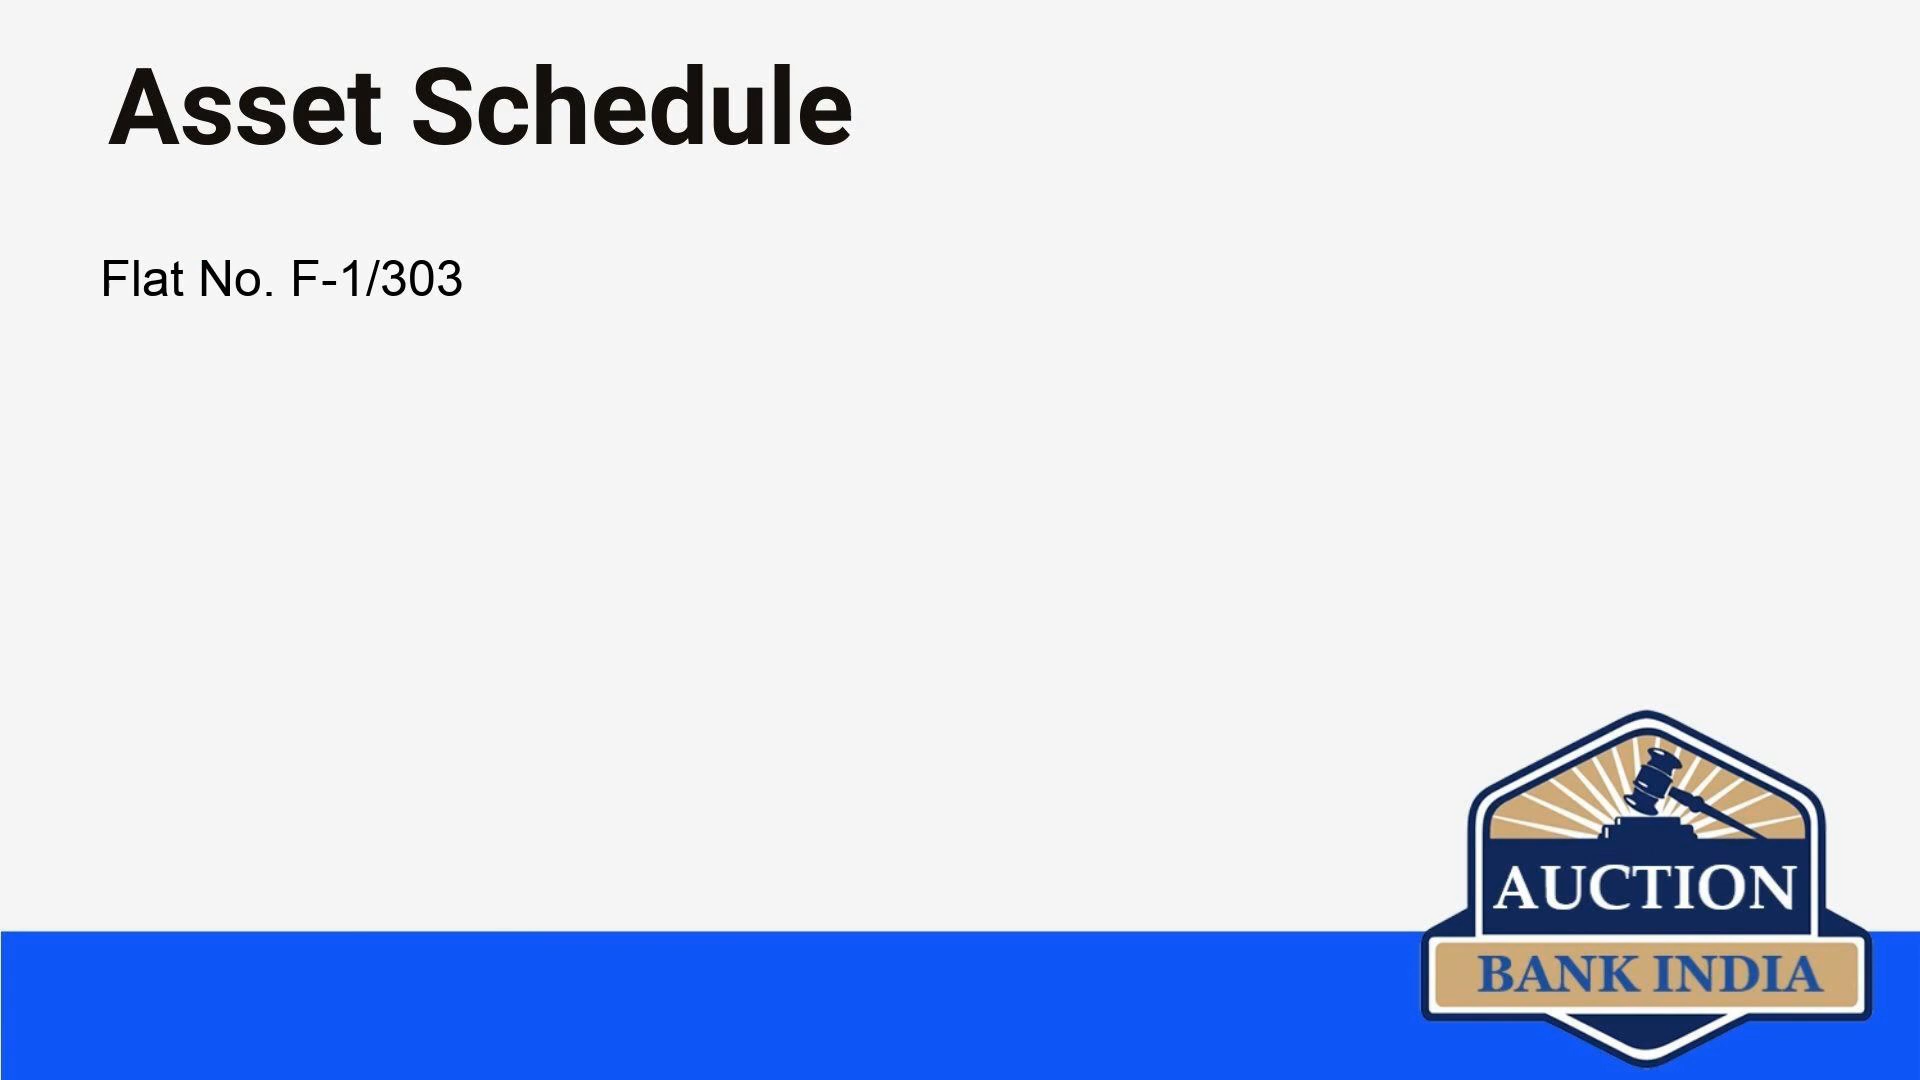 Asset Schedule
Flat No. F-1/303
AUCTION
BANK INDIA